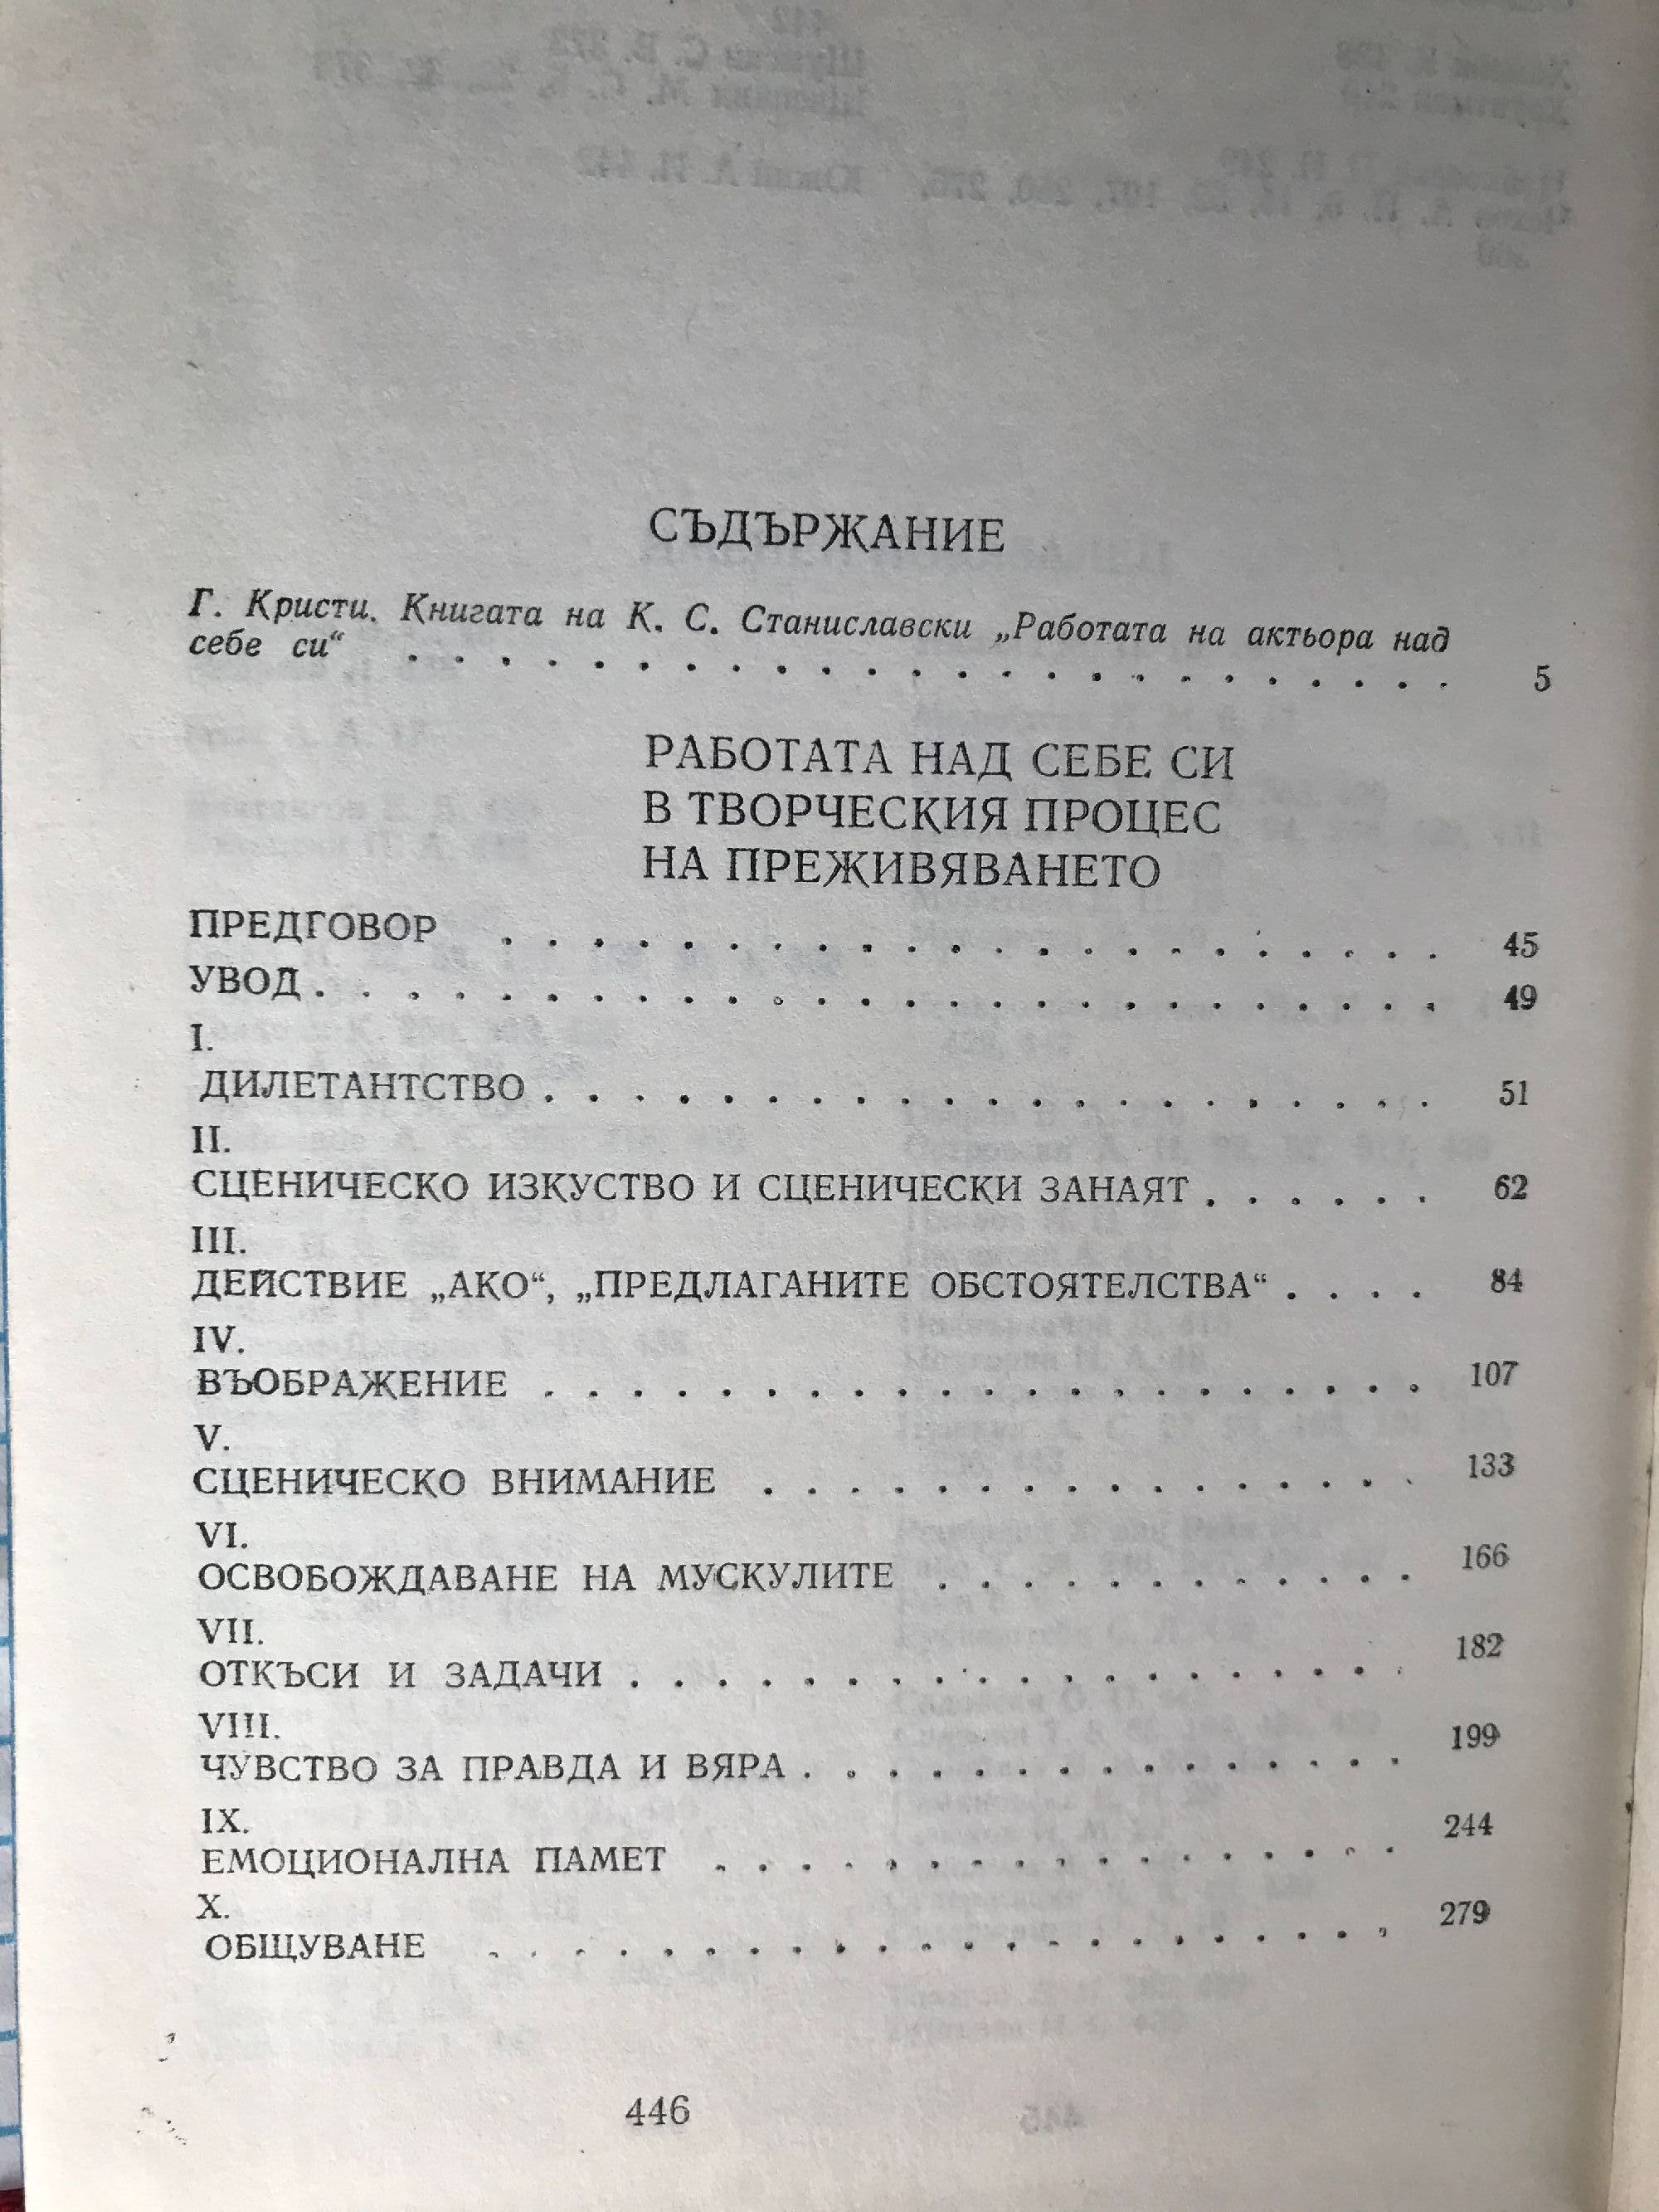 СЪДЪРЖАНИЕ
Г. Кристи. Книгата на К. С. Станиславски „Работата на актьора над
себе си“ . . . . . . . . . . . . . . . . . . . . . . . . 5
РАБОТАТА НАД СЕБЕ СИ
В ТВОРЧЕСКИЯ ПРОЦЕС
НА ПРЕЖИВЯВАНЕТО
ПРЕДГОВОР . . . . . . . . . . . . . . . . . . . . . . 45
УВОД . . . . . . . . . . . . . . . . . . . . . . . . . . 49
I.
ДИЛЕТАНТСТВО . . . . . . . . . . . . . . . . . . . . . 51
II.
СЦЕНИЧЕСКО ИЗКУСТВО И СЦЕНИЧЕСКИ ЗАНАЯТ . . . . . . 62
III.
ДЕЙСТВИЕ „АКО“, „ПРЕДЛАГАНИТЕ ОБСТОЯТЕЛСТВА“ . . . . 84
IV.
ВЪОБРАЖЕНИЕ . . . . . . . . . . . . . . . . . . . . . 107
V.
СЦЕНИЧЕСКО ВНИМАНИЕ . . . . . . . . . . . . . . . . 133
VI.
ОСВОБОЖДАВАНЕ НА МУСКУЛИТЕ . . . . . . . . . . . . 166
VII.
ОТКЪСИ И ЗАДАЧИ . . . . . . . . . . . . . . . . . . . 182
VIII.
ЧУВСТВО ЗА ПРАВДА И ВЯРА . . . . . . . . . . . . . . . 199
IX.
ЕМОЦИОНАЛНА ПАМЕТ . . . . . . . . . . . . . . . . . 244
X.
ОБЩУВАНЕ . . . . . . . . . . . . . . . . . . . . . . 279
446